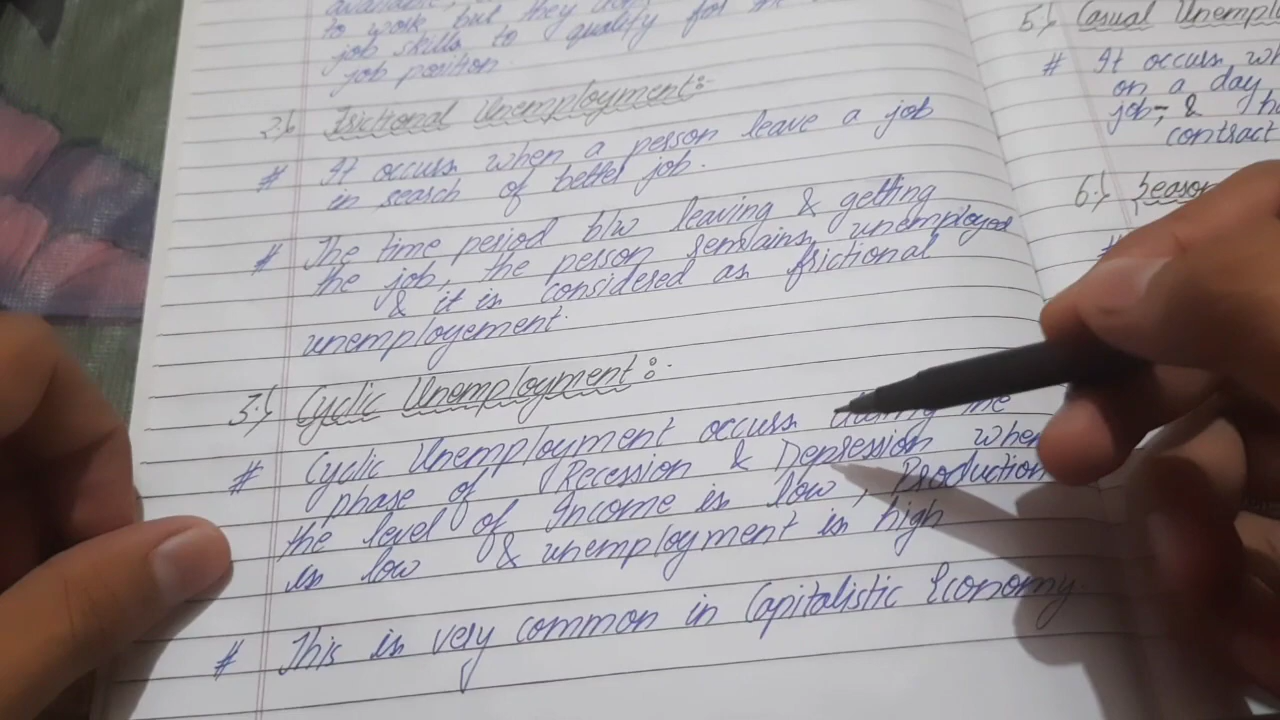 to work but they
job skills to qualify for the
job position
2.) Frictional Unemployment:-
# It occurs when a person leave a job
in search of better job.
# The time period b/w leaving & getting
the job, the person remains unemployed
& it is considered as frictional
unemployement.
3.) Cyclic Unemployment:-
# Cyclic Unemployment occurs during the
phase of Recession & Depression when
the level of Income is low, Production
is low & unemployment is high
# This is very common in Capitalistic Economy.
5.) Casual
# It occurs
on a day
job, &
contract
6.)
#